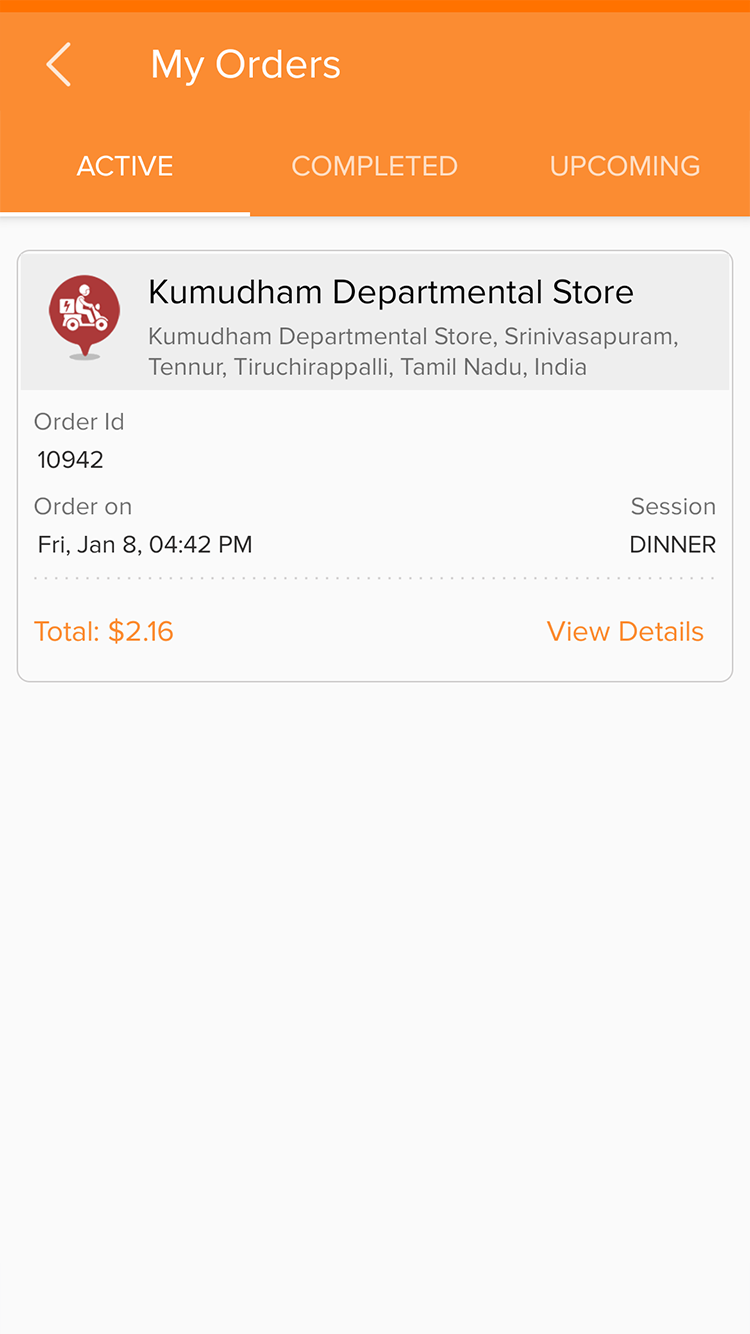 My Orders
ACTIVE COMPLETED UPCOMING
Kumudham Departmental Store
Kumudham Departmental Store, Srinivasapuram,
Tennur, Tiruchirappalli, Tamil Nadu, India
Order Id
10942
Order on Session
Fri, Jan 8, 04:42 PM DINNER
Total: $2.16 View Details